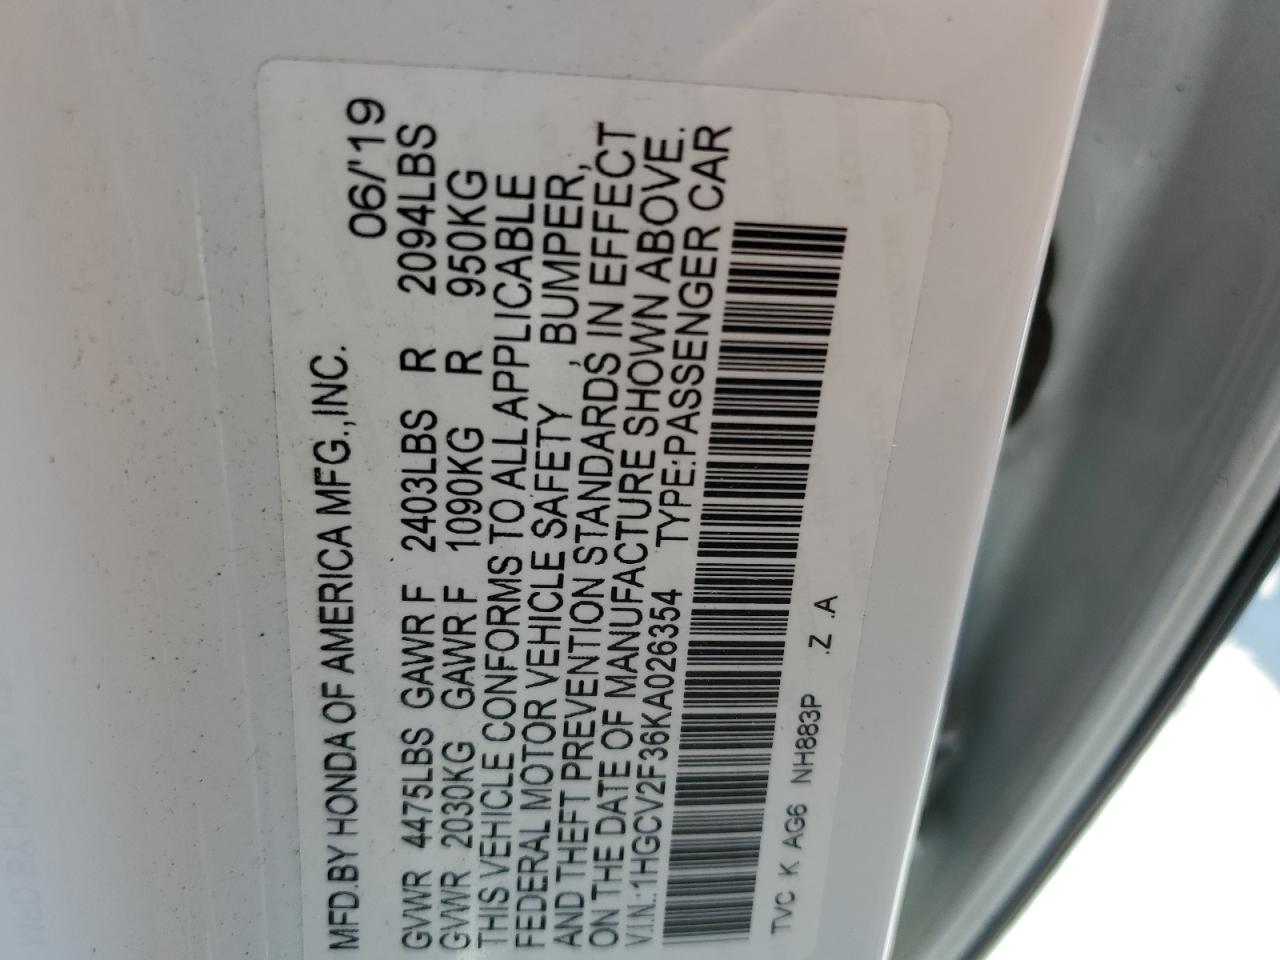 MFD.BY HONDA OF AMERICA MFG.,INC. 06/'19
GVWR 4475LBS GAWR F 2403LBS R 2094LBS
GVWR 2030KG GAWR F 1090KG R 950KG
THIS VEHICLE CONFORMS TO ALL APPLICABLE
FEDERAL MOTOR VEHICLE SAFETY , BUMPER,
AND THEFT PREVENTION STANDARDS IN EFFECT
ON THE DATE OF MANUFACTURE SHOWN ABOVE.
V.I.N.:1HGCV2F36KA026354 TYPE:PASSENGER CAR
TVC K AG6 NH883P .Z .A